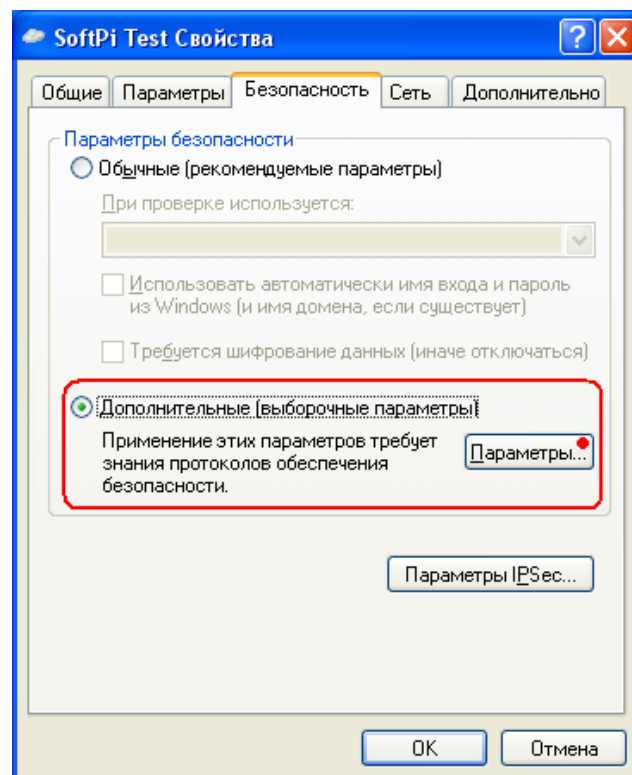 SoftPi Test Свойства
Общие Параметры Безопасность Сеть Дополнительно
Параметры безопасности
Обычные (рекомендуемые параметры)
При проверке используется:
Использовать автоматически имя входа и пароль
из Windows (и имя домена, если существует)
Требуется шифрование данных (иначе отключаться)
Дополнительные (выборочные параметры)
Применение этих параметров требует
знания протоколов обеспечения
безопасности.
Параметры...
Параметры IPSec...
OK Отмена